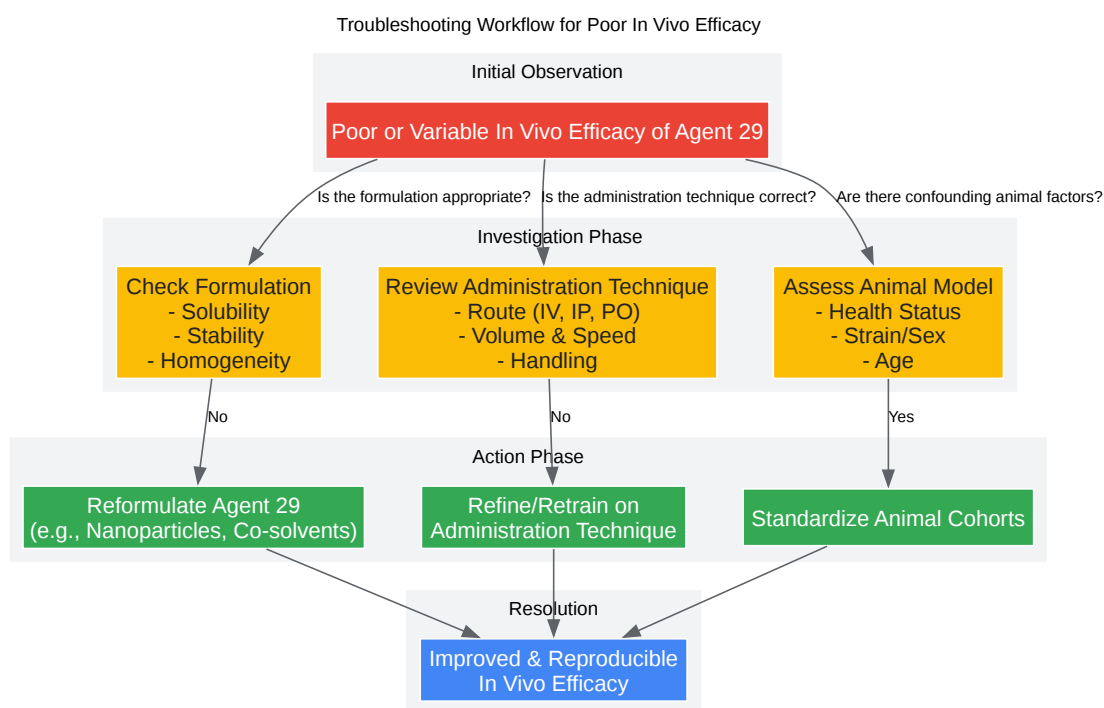 Troubleshooting Workflow for Poor In Vivo Efficacy
Initial Observation
Poor or Variable In Vivo Efficacy of Agent 29
Is the formulation appropriate?
Is the administration technique correct?
Are there confounding animal factors?
Investigation Phase
Check Formulation
- Solubility
- Stability
- Homogeneity
Review Administration Technique
- Route (IV, IP, PO)
- Volume & Speed
- Handling
Assess Animal Model
- Health Status
- Strain/Sex
- Age
No
No
Yes
Action Phase
Reformulate Agent 29
(e.g., Nanoparticles, Co-solvents)
Refine/Retrain on
Administration Technique
Standardize Animal Cohorts
Resolution
Improved & Reproducible
In Vivo Efficacy